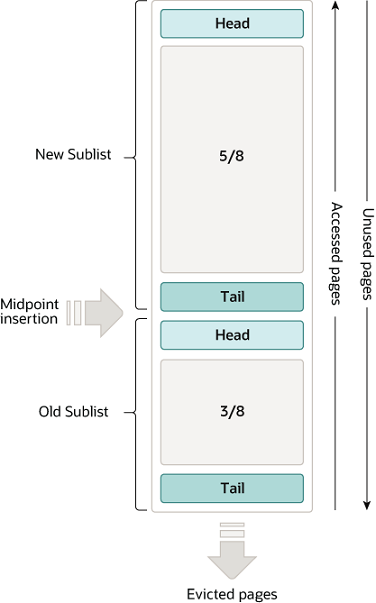 Head
New Sublist
5/8
Tail
Midpoint
insertion
Head
Old Sublist
3/8
Tail
Accessed pages
Unused pages
Evicted pages